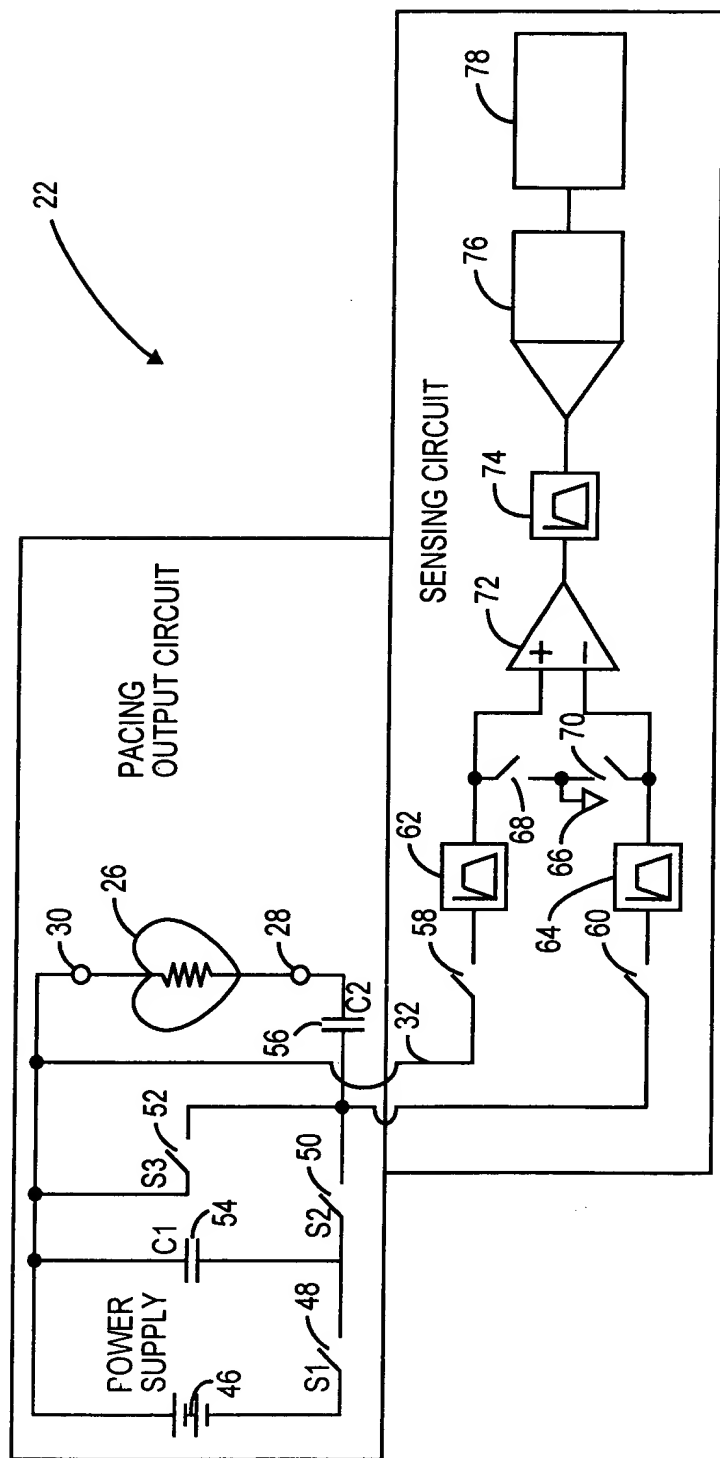 22
PACING
OUTPUT CIRCUIT
30
26
28
C2
56
S3
52
C1
54
S2
50
POWER
SUPPLY
46
S1
48
SENSING CIRCUIT
32
58
60
62
64
66
68
70
+
−
72
74
76
78